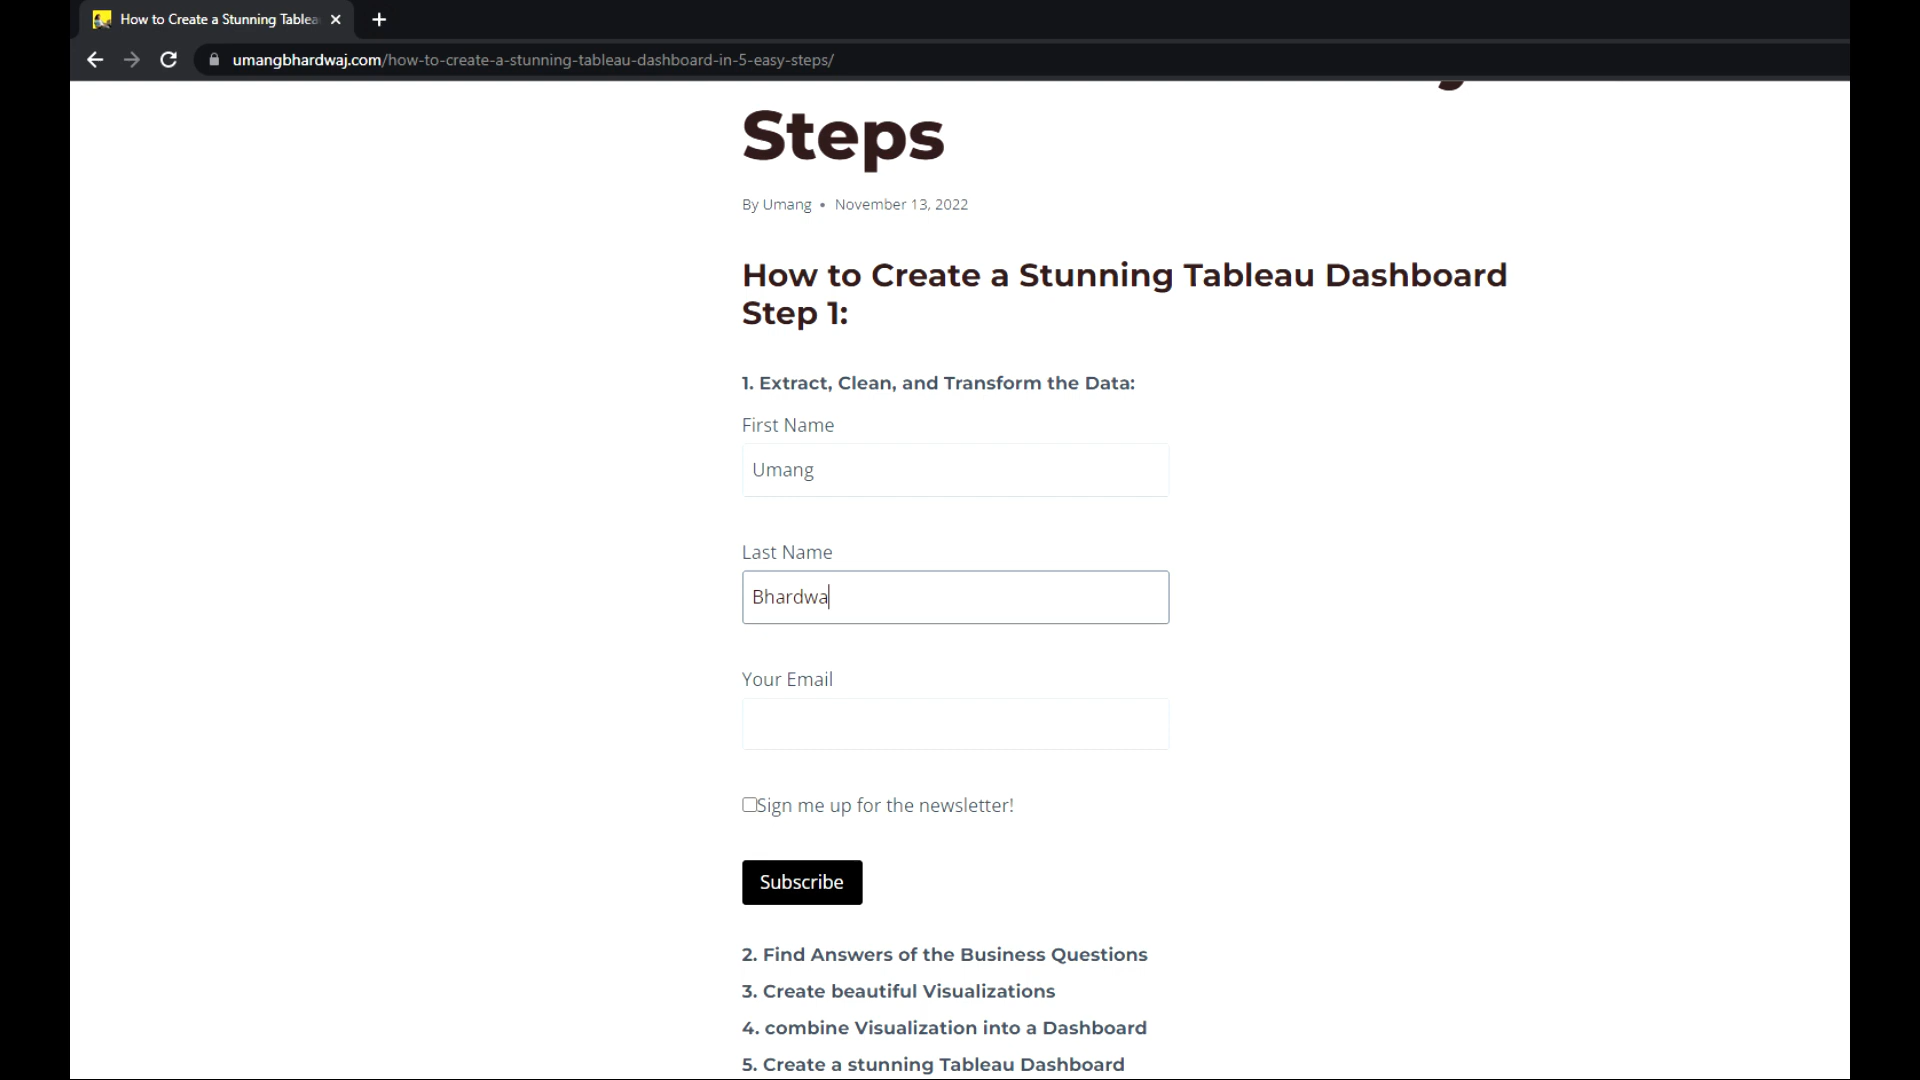 How to Create a Stunning Tablea
umangbhardwaj.com/how-to-create-a-stunning-tableau-dashboard-in-5-easy-steps/
Steps
By Umang • November 13, 2022
How to Create a Stunning Tableau Dashboard
Step 1:
1. Extract, Clean, and Transform the Data:
First Name
Umang
Last Name
Bhardwa
Your Email
Sign me up for the newsletter!
Subscribe
2. Find Answers of the Business Questions
3. Create beautiful Visualizations
4. combine Visualization into a Dashboard
5. Create a stunning Tableau Dashboard